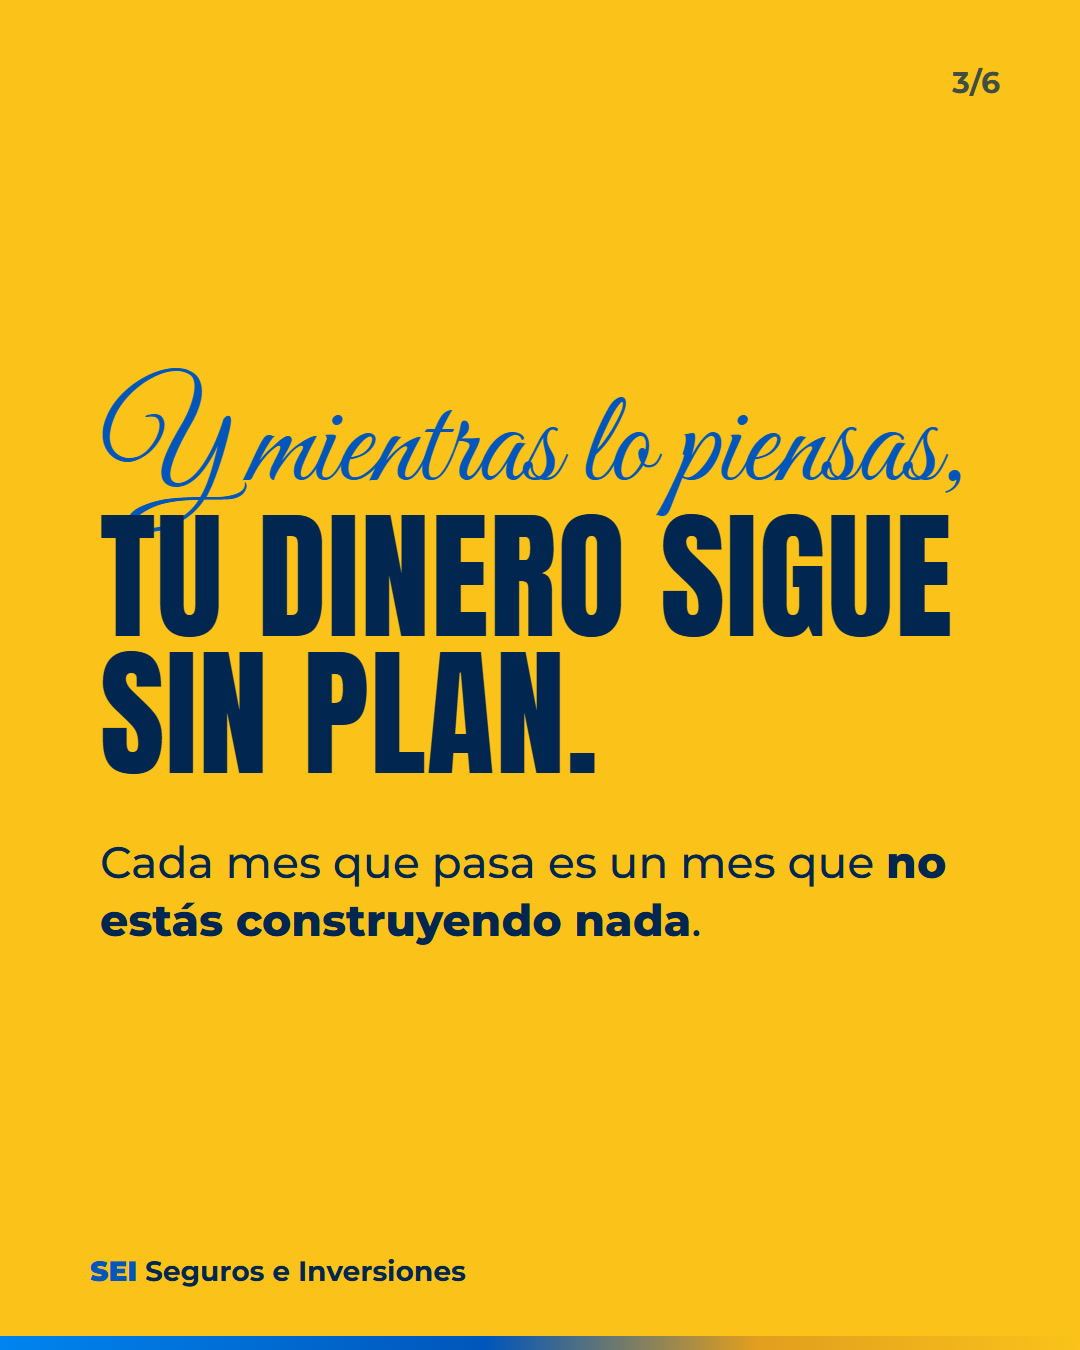 3/6
Y mientras lo piensas,
TU DINERO SIGUE
SIN PLAN.
Cada mes que pasa es un mes que no
estás construyendo nada.
SEI Seguros e Inversiones